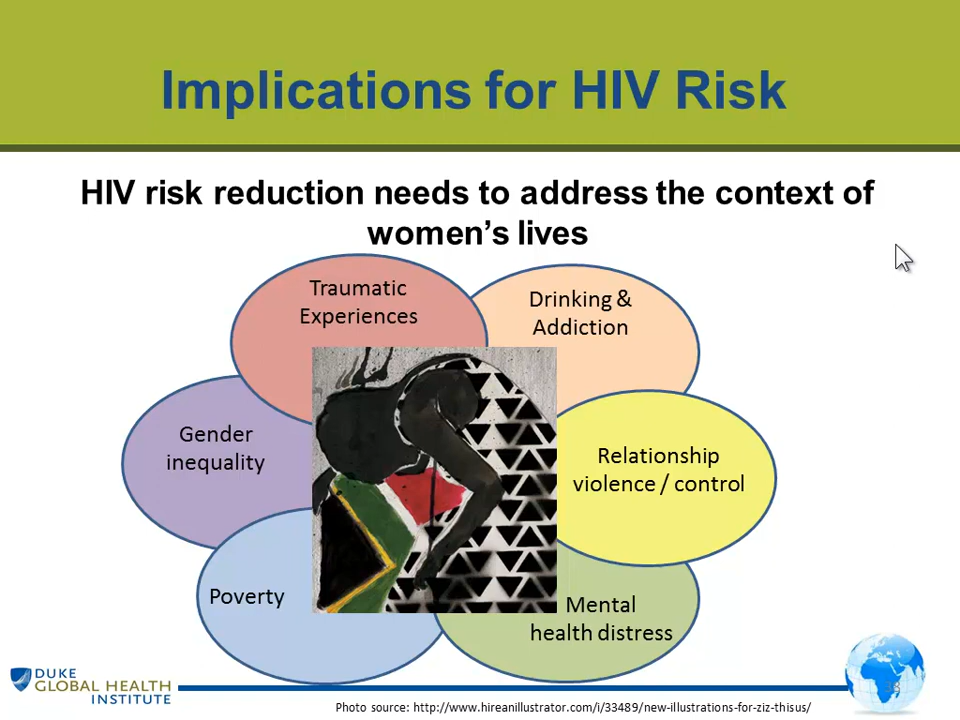 Implications for HIV Risk
HIV risk reduction needs to address the context of
women's lives
Traumatic
Experiences
Drinking &
Addiction
Gender
inequality
Relationship
violence / control
Poverty
Mental
health distress
DUKE
GLOBAL HEALTH
INSTITUTE
Photo source: http://www.hireanillustrator.com/i/33489/new-illustrations-for-ziz-thisus/